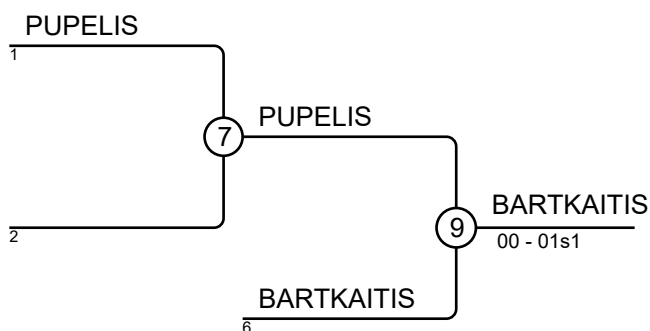 PUPELIS
1
7
PUPELIS
2
9
BARTKAITIS
00 - 01s1
BARTKAITIS
6